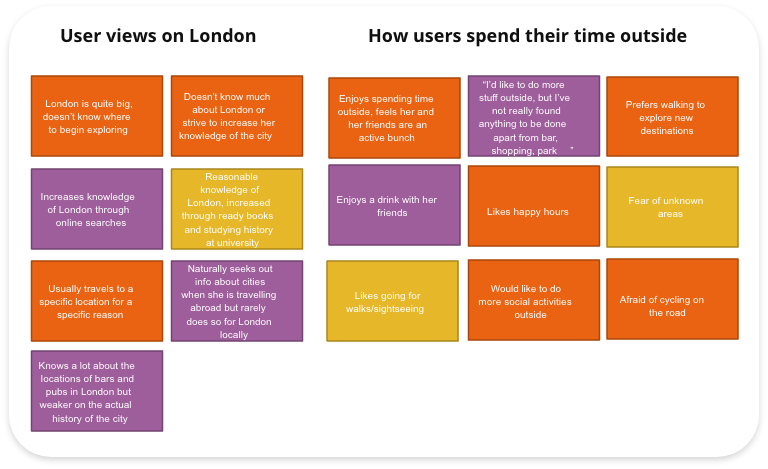 User views on London
London is quite big,
doesn't know where
to begin exploring
Doesn't know much
about London or
strive to increase her
knowledge of the city
Increases knowledge
of London through
online searches
Reasonable
knowledge of
London, increased
through ready books
and studying history
at university
Usually travels to a
specific location for a
specific reason
Naturally seeks out
info about cities
when she is travelling
abroad but rarely
does so for London
locally
Knows a lot about the
locations of bars and
pubs in London but
weaker on the actual
history of the city
How users spend their time outside
Enjoys spending time
outside, feels her and
her friends are an
active bunch
"I'd like to do more
stuff outside, but I've
not really found
anything to be done
apart from bar,
shopping, park "
Prefers walking to
explore new
destinations
Enjoys a drink with her
friends
Likes happy hours
Fear of unknown
areas
Likes going for
walks/sightseeing
Would like to do
more social activities
outside
Afraid of cycling on
the road